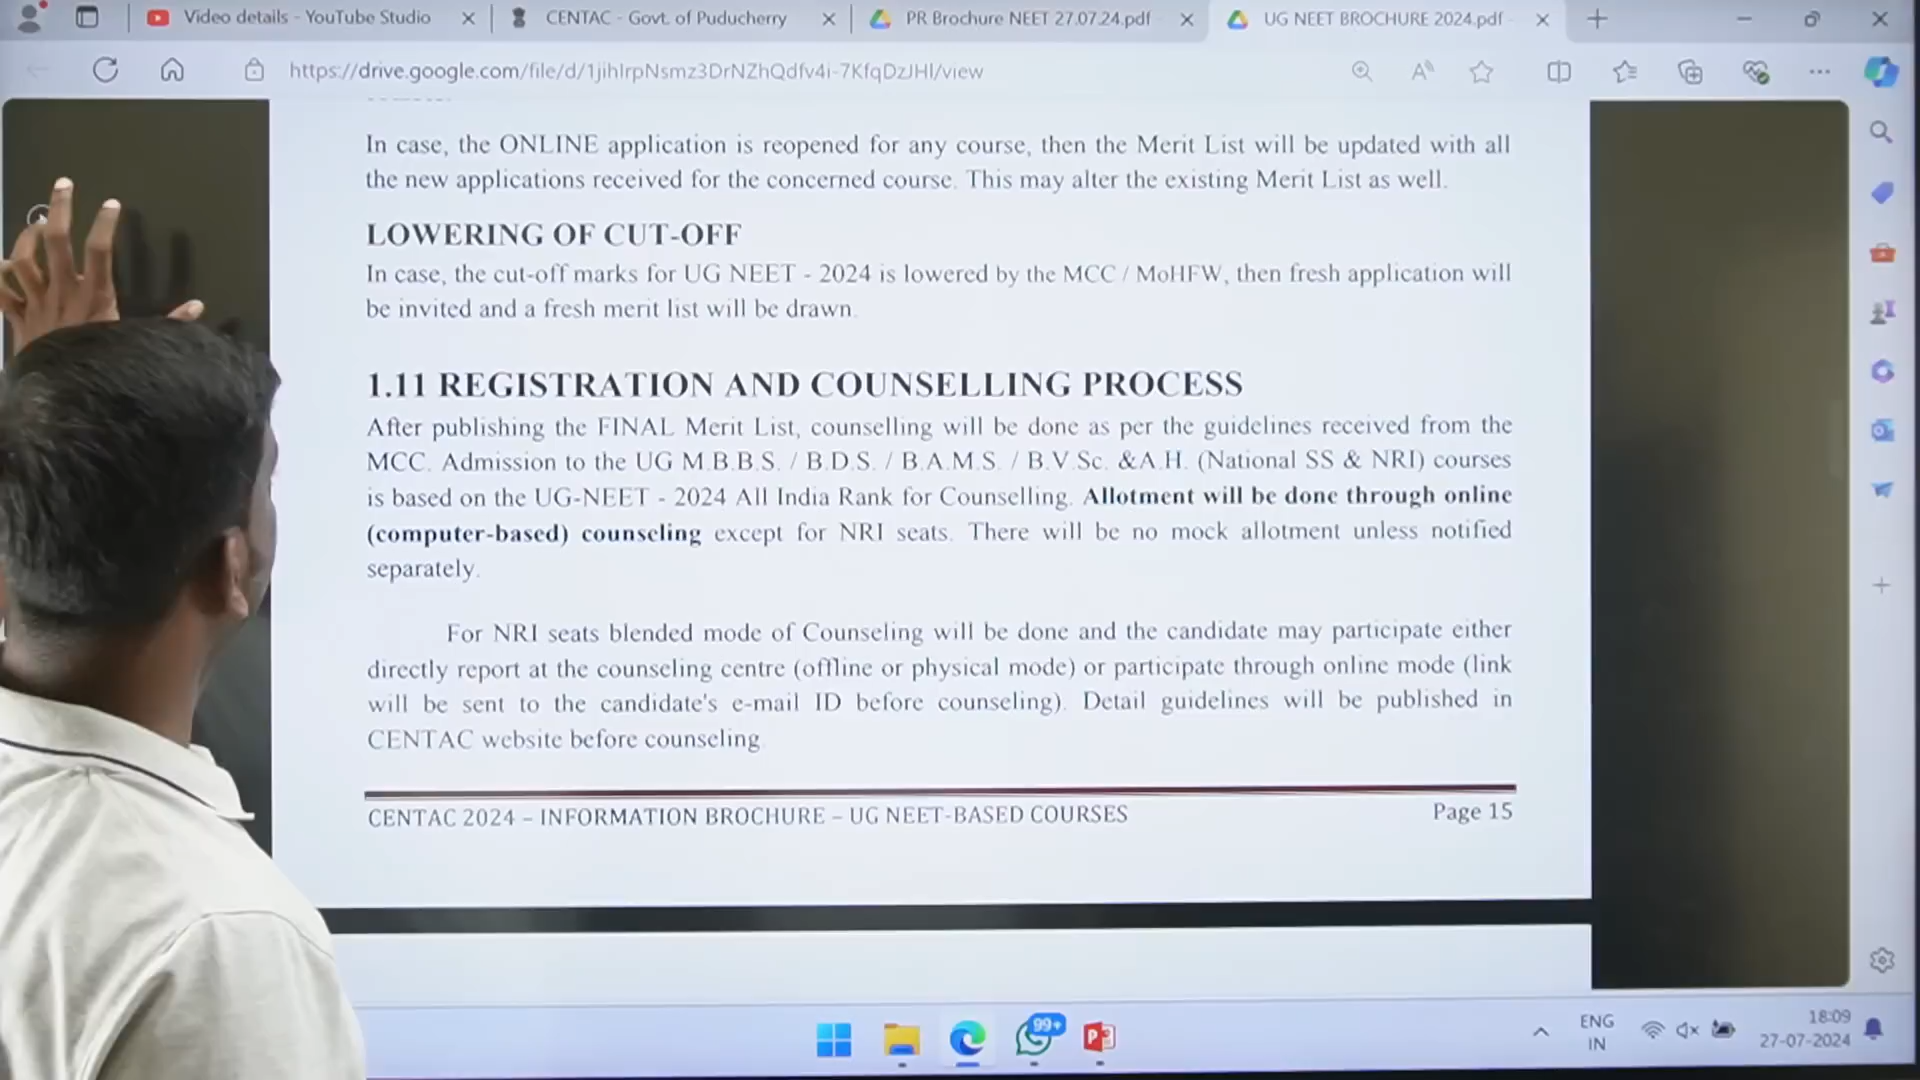 Video details - YouTube Studio
CENTAC - Govt. of Puducherry
PR Brochure NEET 27.07.24.pdf
UG NEET BROCHURE 2024.pdf
In case, the ONLINE application is reopened for any course, then the Merit List will be updated with all
the new applications received for the concerned course. This may alter the existing Merit List as well.
LOWERING OF CUT-OFF
In case, the cut-off marks for UG NEET - 2024 is lowered by the MCC / MoHFW, then fresh application will
be invited and a fresh merit list will be drawn.
1.11 REGISTRATION AND COUNSELLING PROCESS
After publishing the FINAL Merit List, counselling will be done as per the guidelines received from the
MCC. Admission to the UG M.B.B.S. / B.D.S. / B.A.M.S. / B.V.Sc. &A.H. (National SS & NRI) courses
is based on the UG-NEET - 2024 All India Rank for Counselling. Allotment will be done through online
(computer-based) counseling except for NRI seats. There will be no mock allotment unless notified
separately.
For NRI seats blended mode of Counseling will be done and the candidate may participate either
directly report at the counseling centre (offline or physical mode) or participate through online mode (link
will be sent to the candidate's e-mail ID before counseling). Detail guidelines will be published in
CENTAC website before counseling.
CENTAC 2024 – INFORMATION BROCHURE – UG NEET-BASED COURSES
Page 15
99+
ENG
IN
18:09
27-07-2024